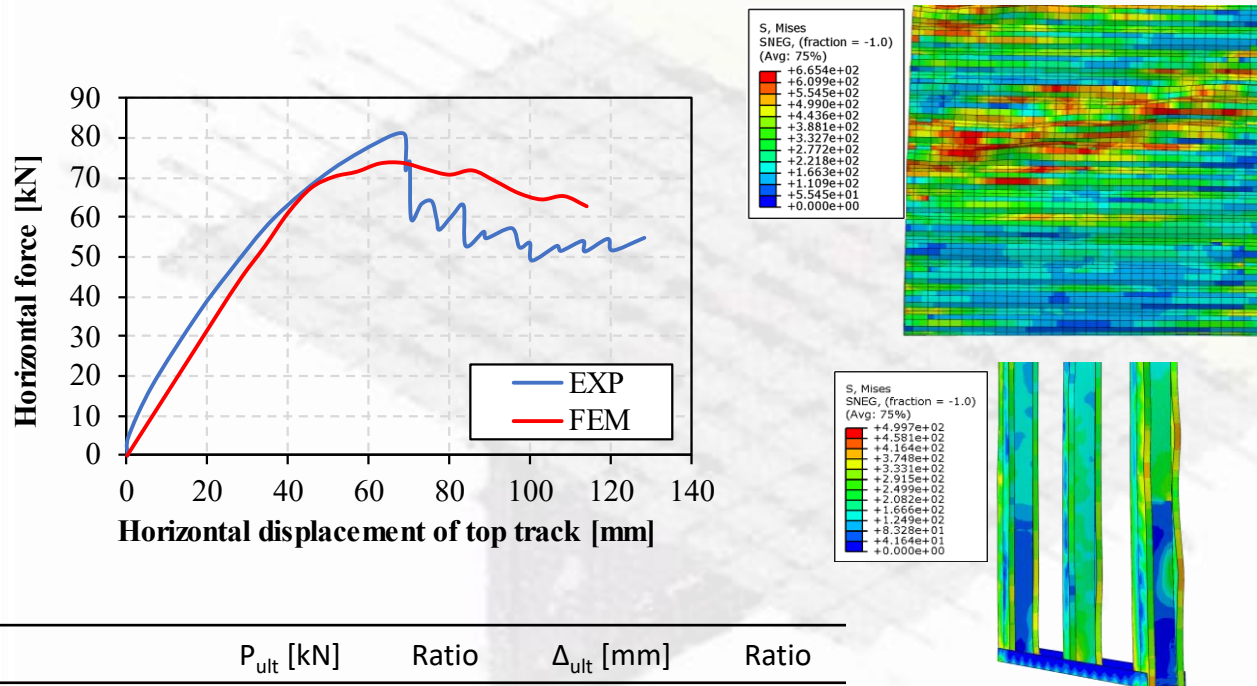 S, Mises
SNEG, (fraction = -1.0)
(Avg: 75%)
+6.654e+02
+6.099e+02
+5.545e+02
+4.990e+02
+4.436e+02
+3.881e+02
+3.327e+02
+2.772e+02
+2.218e+02
+1.663e+02
+1.109e+02
+5.545e+01
+0.000e+00
90
80
70
60
50
40
30
20
10
0
Horizontal force [kN]
EXP
FEM
0 20 40 60 80 100 120 140
Horizontal displacement of top track [mm]
S, Mises
SNEG, (fraction = -1.0)
(Avg: 75%)
+4.997e+02
+4.581e+02
+4.164e+02
+3.748e+02
+3.331e+02
+2.915e+02
+2.499e+02
+2.082e+02
+1.666e+02
+1.249e+02
+8.328e+01
+4.164e+01
+0.000e+00
Pult [kN] Ratio Δult [mm] Ratio